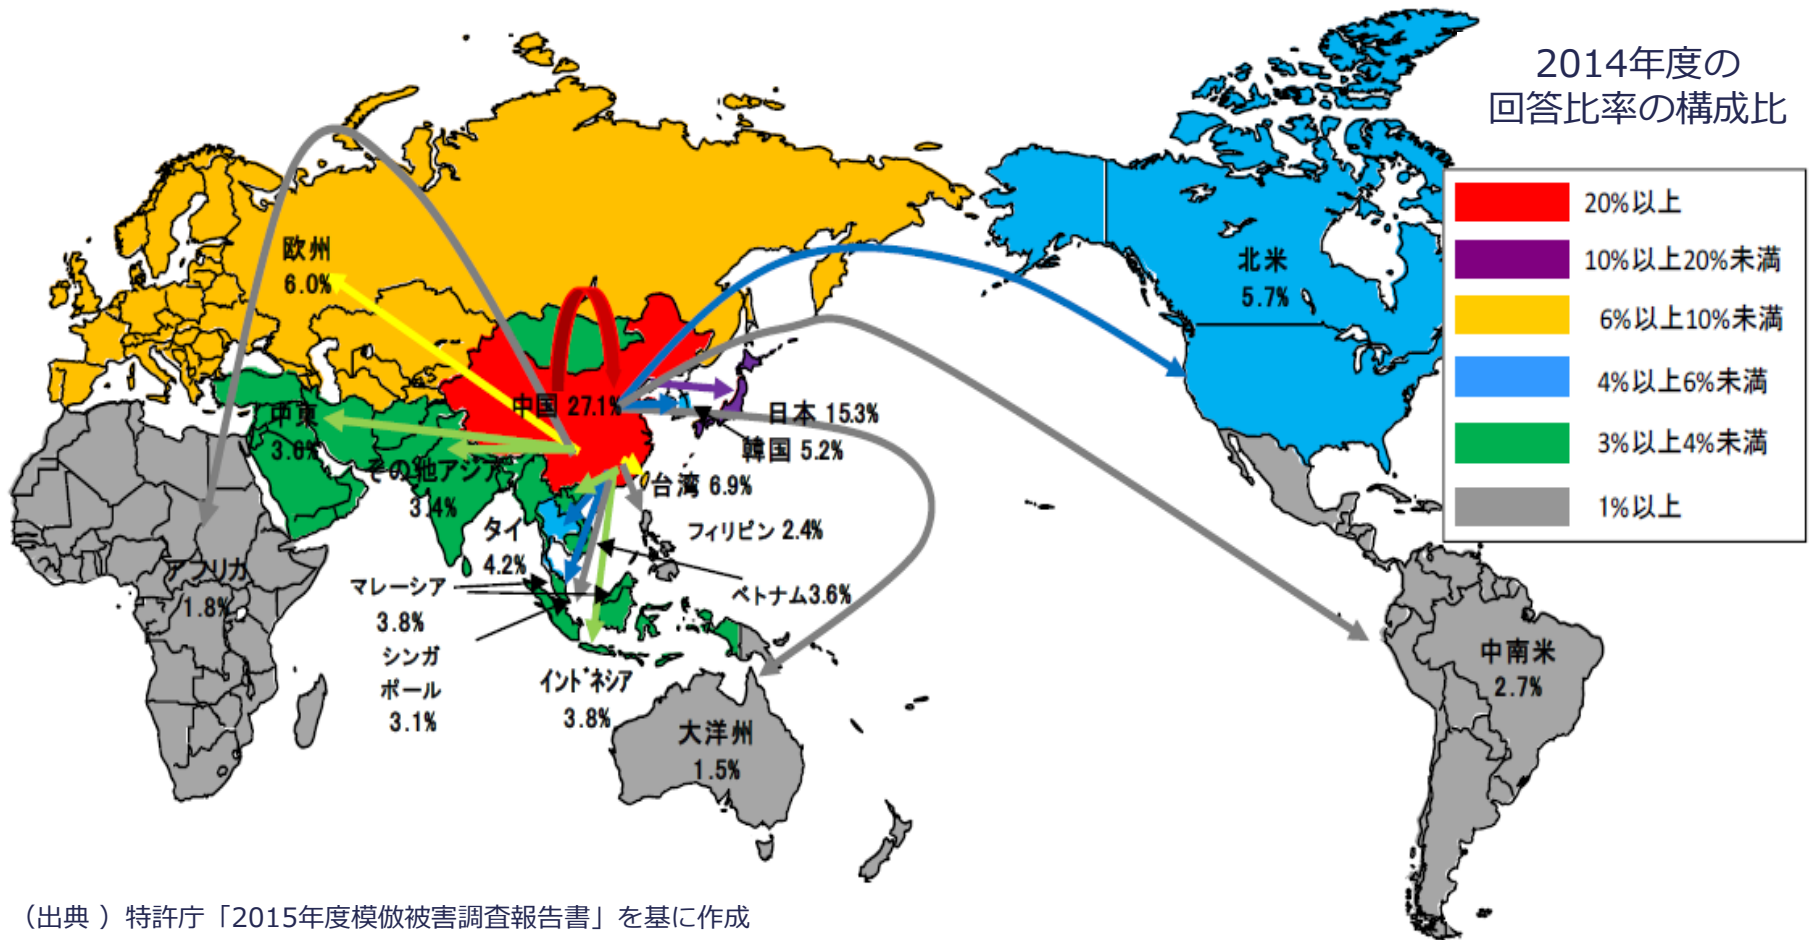 2014年度の
回答比率の構成比
20%以上
10%以上20%未満
6%以上10%未満
4%以上6%未満
3%以上4%未満
1%以上
欧州
6.0%
北米
5.7%
中国 27.1%
日本 15.3%
韓国 5.2%
中東
3.6%
その他アジア
3.4%
台湾 6.9%
タイ
4.2%
フィリピン 2.4%
アフリカ
1.8%
マレーシア
3.8%
ベトナム3.6%
シンガ
ポール
3.1%
インドネシア
3.8%
大洋州
1.5%
中南米
2.7%
（出典 ）特許庁「2015年度模倣被害調査報告書」を基に作成